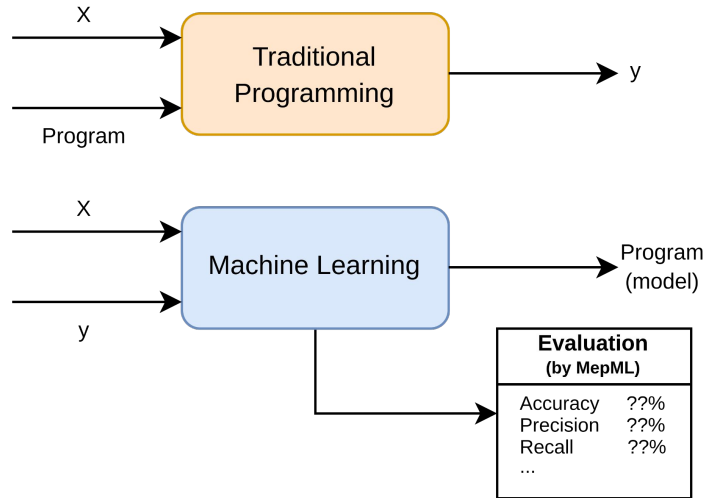 X
Traditional
Programming
y
Program
X
Machine Learning
Program
(model)
y
Evaluation
(by MepML)
Accuracy ??%
Precision ??%
Recall ??%
...